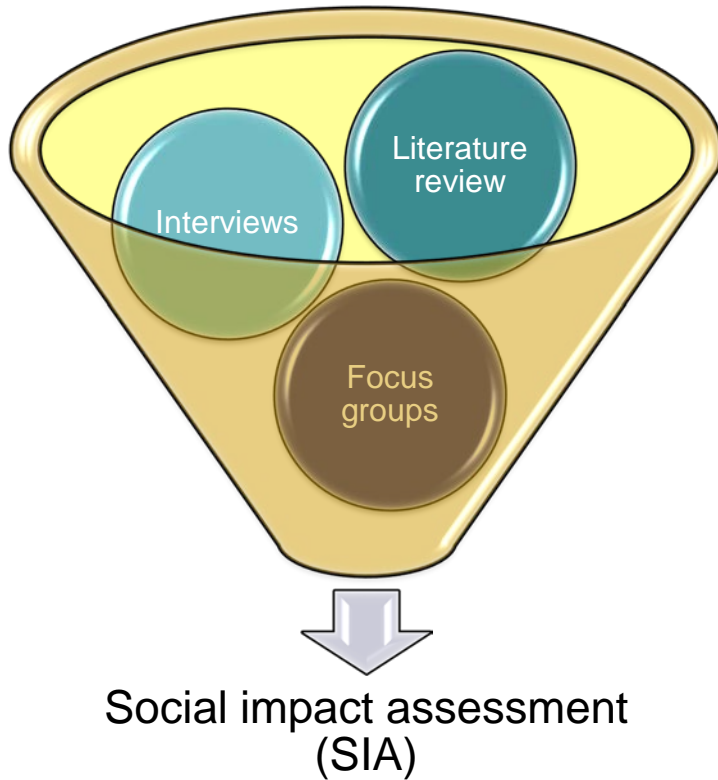 Literature
review
Interviews
Focus
groups
Social impact assessment
(SIA)